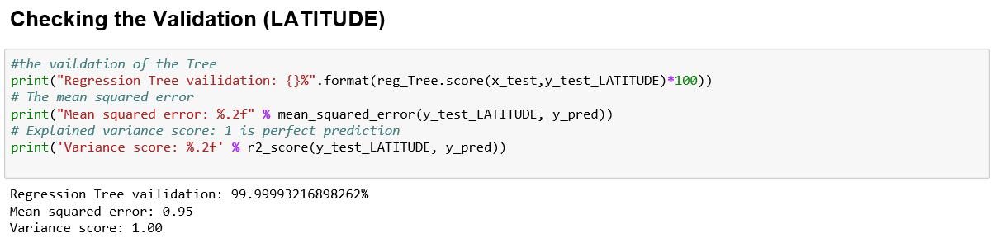 Checking the Validation (LATITUDE)
#the vaildation of the Tree
print("Regression Tree vailidation: {}%".format(reg_Tree.score(x_test,y_test_LATITUDE)*100))
# The mean squared error
print("Mean squared error: %.2f" % mean_squared_error(y_test_LATITUDE, y_pred))
# Explained variance score: 1 is perfect prediction
print('Variance score: %.2f' % r2_score(y_test_LATITUDE, y_pred))
Regression Tree vailidation: 99.99993216898262%
Mean squared error: 0.95
Variance score: 1.00